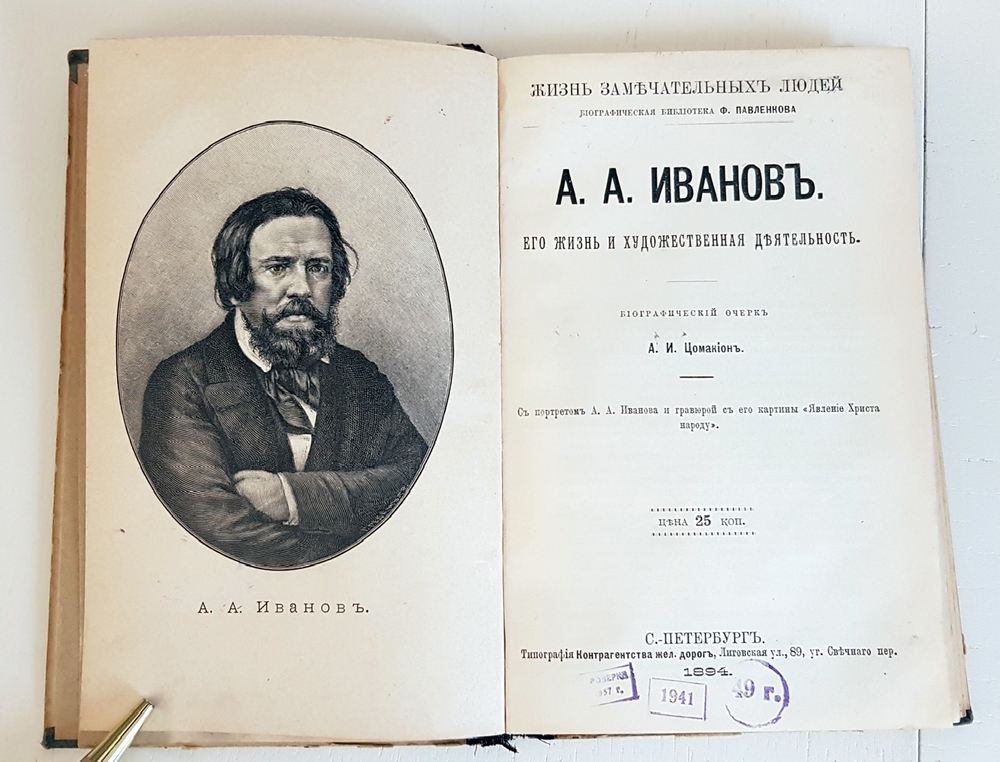 А. А. Ивановъ.
ЖИЗНЬ ЗАМѢЧАТЕЛЬНЫХЪ ЛЮДЕЙ
БІОГРАФИЧЕСКАЯ БИБЛІОТЕКА Ф. ПАВЛЕНКОВА
А. А. ИВАНОВЪ.
ЕГО ЖИЗНЬ И ХУДОЖЕСТВЕННАЯ ДѢЯТЕЛЬНОСТЬ.
БІОГРАФИЧЕСКІЙ ОЧЕРКЪ
А. И. Цомакіонъ.
Съ портретомъ А. А. Иванова и гравюрой съ его картины «Явленіе Христа
народу».
ЦѢНА 25 КОП.
С.-ПЕТЕРБУРГЪ.
Типографія Контрагентства жел. дорогъ, Лиговская ул., 89, уг. Свѣчнаго пер.
1894.
1941
49 г.